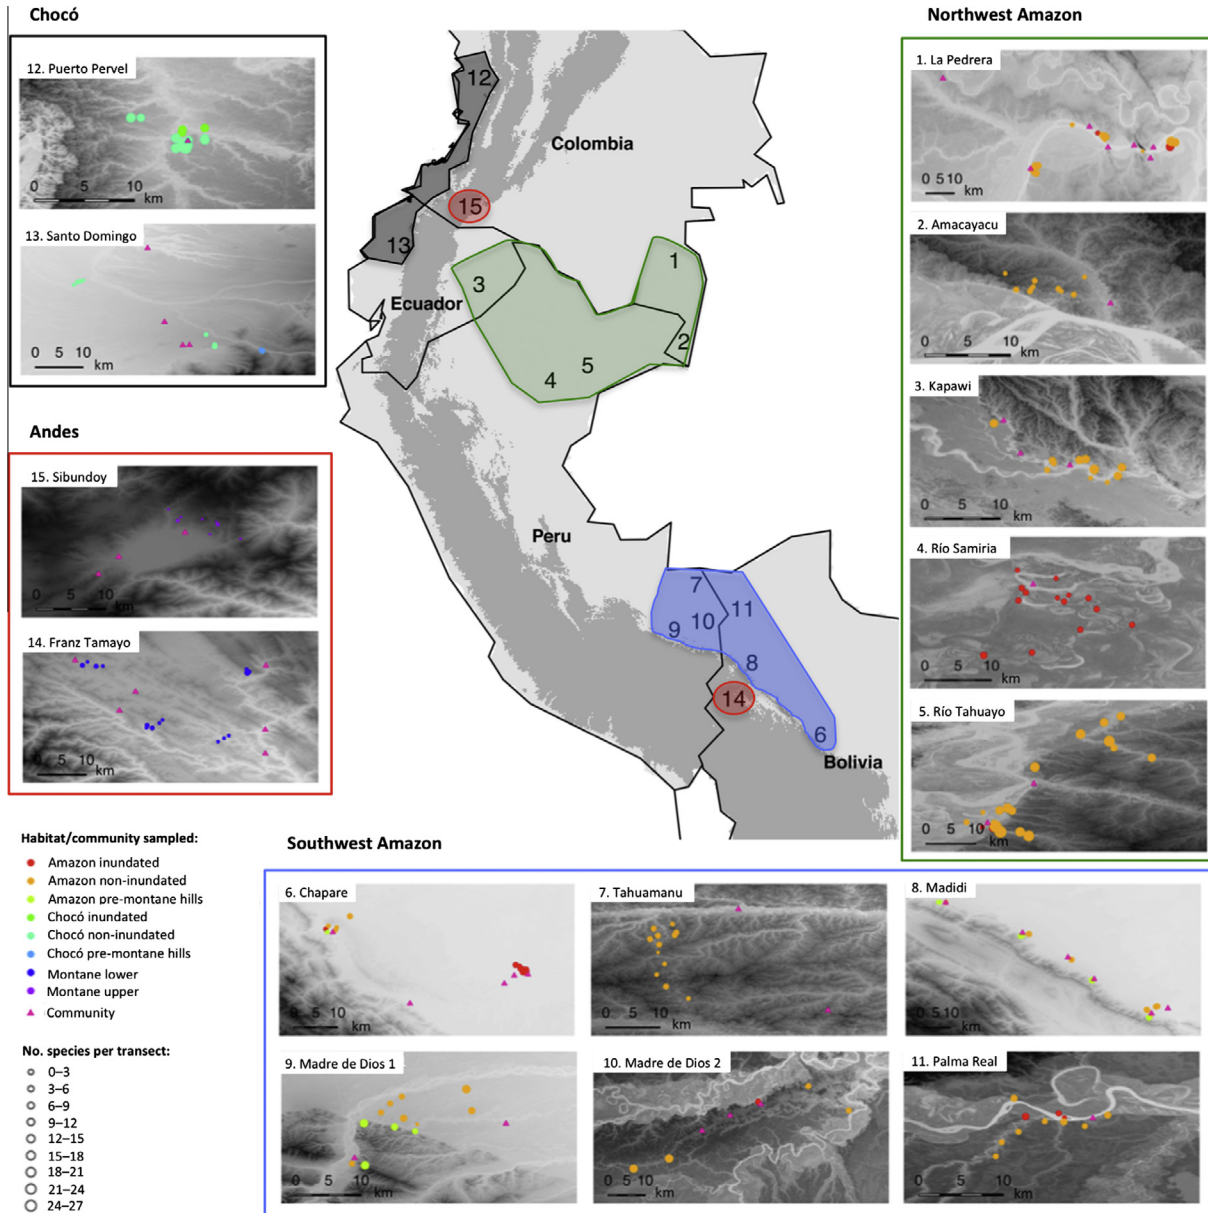 Chocó
12. Puerto Pervel
0 5 10
km
13. Santo Domingo
0 5 10
km
Andes
15. Sibundoy
0 5 10
km
14. Franz Tamayo
0 5 10
km
12
Colombia
15
13
1
3
Ecuador
2
5
4
Peru
7
11
10
9
8
14
6
Bolivia
Northwest Amazon
1. La Pedrera
0 5 10
km
2. Amacayacu
0 5 10
km
3. Kapawi
0 5 10
km
4. Río Samiria
0 5 10
km
5. Río Tahuayo
0 5 10
km
Habitat/community sampled:
Amazon inundated
Amazon non-inundated
Amazon pre-montane hills
Chocó inundated
Chocó non-inundated
Chocó pre-montane hills
Montane lower
Montane upper
Community
No. species per transect:
0–3
3–6
6–9
9–12
12–15
15–18
18–21
21–24
24–27
Southwest Amazon
6. Chapare
0 5 10
km
7. Tahuamanu
0 5 10
km
8. Madidi
0 5 10
km
9. Madre de Dios 1
0 5 10
km
10. Madre de Dios 2
0 5 10
km
11. Palma Real
0 5 10
km